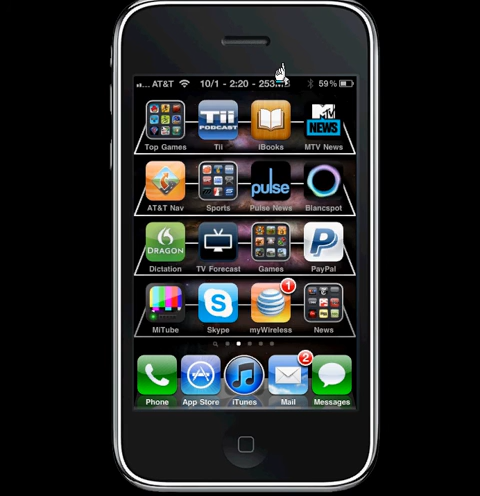 AT&T 10/1 - 2:20 - 253 59%
Tii
PODCAST
MTV
NEWS
Top Games Tii iBooks MTV News
pulse
AT&T Nav Sports Pulse News Blancspot
DRAGON
Dictation TV Forecast Games PayPal
1
MiTube Skype myWireless News
2
Phone App Store iTunes Mail Messages